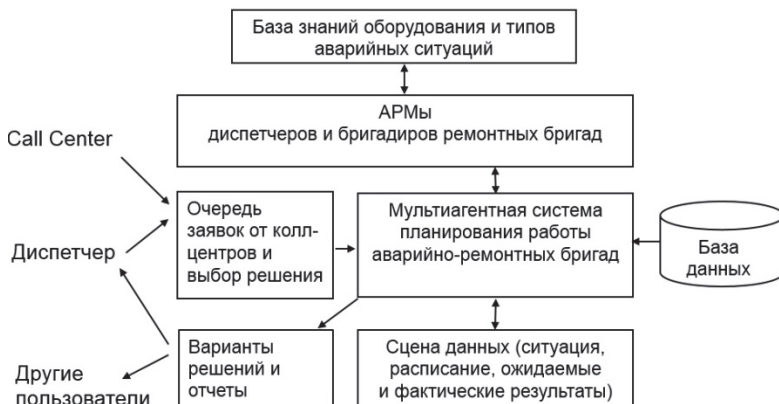 База знаний оборудования и типов
аварийных ситуаций
АРМы
диспетчеров и бригадиров ремонтных бригад
Call Center
Очередь
заявок от колл-
центров и
выбор решения
Мультиагентная система
планирования работы
аварийно-ремонтных бригад
База
данных
Диспетчер
Варианты
решений и
отчеты
Сцена данных (ситуация,
расписание, ожидаемые
и фактические результаты)
Другие
пользователи